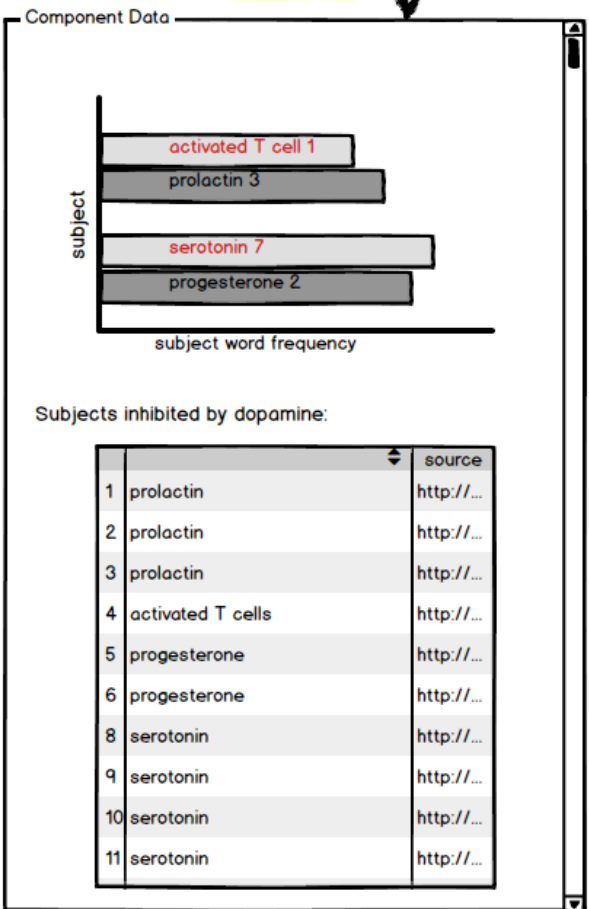 Component Data
activated T cell 1
prolactin 3
subject
serotonin 7
progesterone 2
subject word frequency
Subjects inhibited by dopamine:
source
1 prolactin http://...
2 prolactin http://...
3 prolactin http://...
4 activated T cells http://...
5 progesterone http://...
6 progesterone http://...
8 serotonin http://...
9 serotonin http://...
10 serotonin http://...
11 serotonin http://...